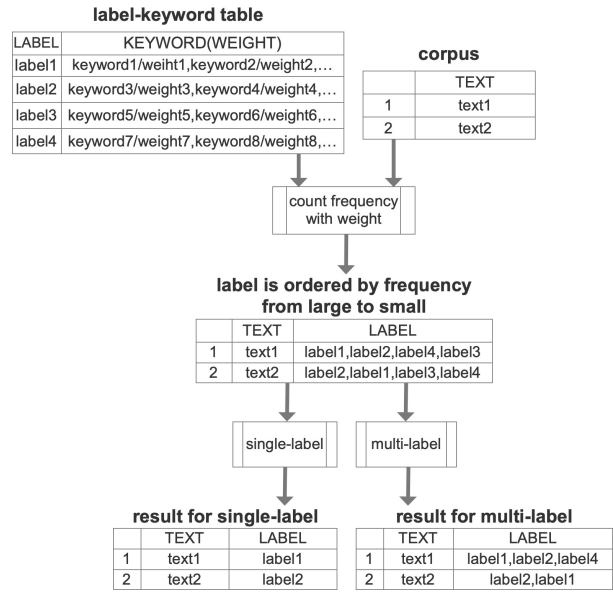 label-keyword table
LABEL KEYWORD(WEIGHT)
label1 keyword1/weiht1,keyword2/weight2,...
label2 keyword3/weight3,keyword4/weight4,...
label3 keyword5/weight5,keyword6/weight6,...
label4 keyword7/weight7,keyword8/weight8,...
corpus
TEXT
1 text1
2 text2
count frequency
with weight
label is ordered by frequency
from large to small
TEXT LABEL
1 text1 label1,label2,label4,label3
2 text2 label2,label1,label3,label4
single-label
multi-label
result for single-label
TEXT LABEL
1 text1 label1
2 text2 label2
result for multi-label
TEXT LABEL
1 text1 label1,label2,label4
2 text2 label2,label1